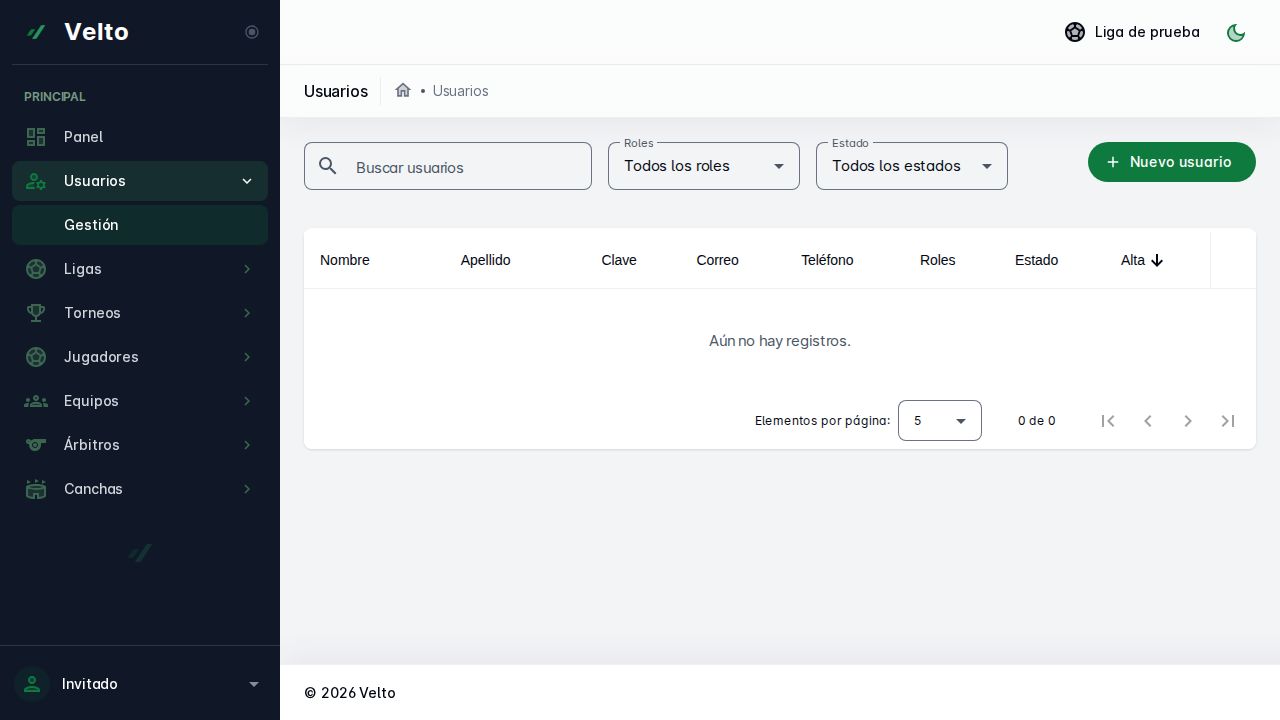 Velto
Liga de prueba
PRINCIPAL
Panel
Usuarios
Gestión
Ligas
Torneos
Jugadores
Equipos
Árbitros
Canchas
Invitado
Usuarios
• Usuarios
Buscar usuarios
Roles
Todos los roles
Estado
Todos los estados
Nuevo usuario
Nombre Apellido Clave Correo Teléfono Roles Estado Alta
Aún no hay registros.
Elementos por página: 5 0 de 0
© 2026 Velto